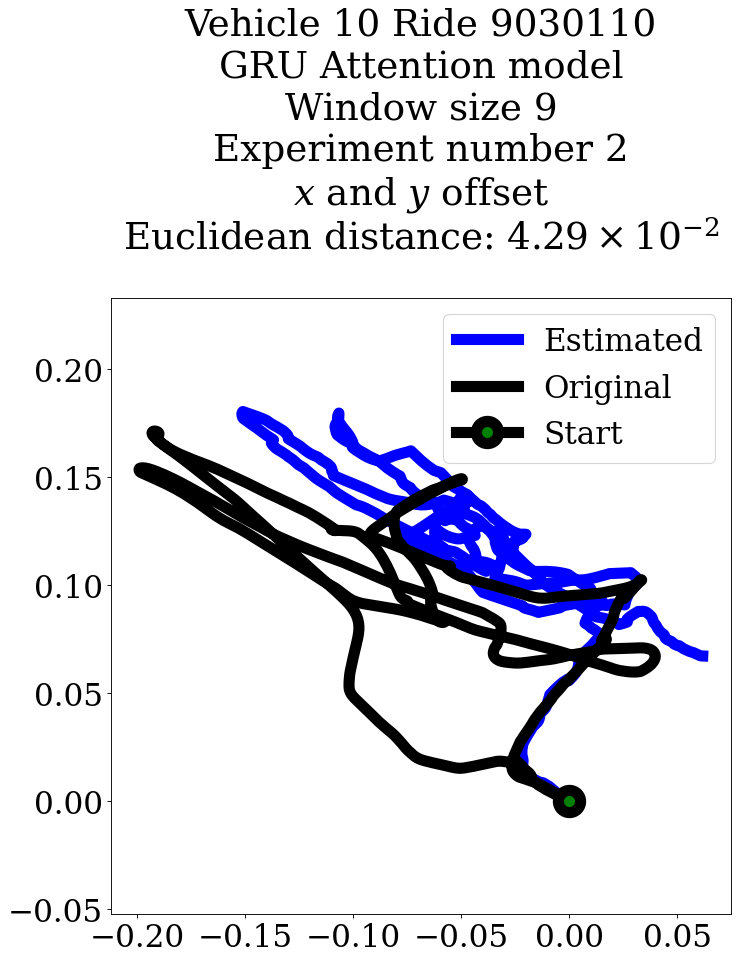 Vehicle 10 Ride 9030110
GRU Attention model
Window size 9
Experiment number 2
x and y offset
Euclidean distance: 4.29 × 10⁻²
Estimated
Original
Start
0.20
0.15
0.10
0.05
0.00
−0.05
−0.20 −0.15 −0.10 −0.05 0.00 0.05